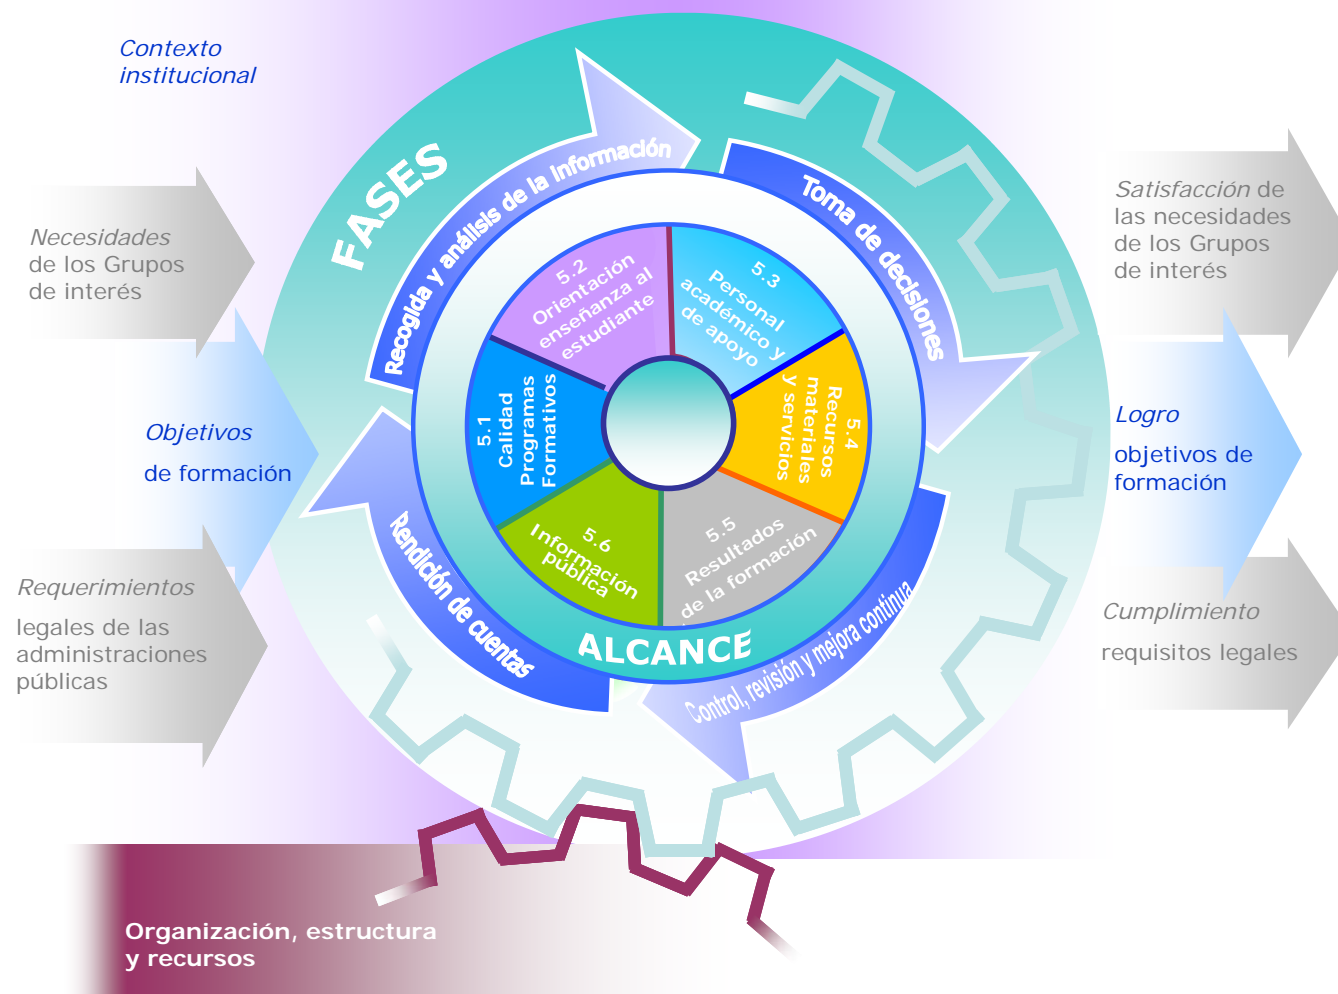 Contexto
institucional
Necesidades
de los Grupos
de interés
Objetivos
de formación
Requerimientos
legales de las
administraciones
públicas
FASES
Recogida y análisis de la información
Toma de decisiones
Control, revisión y mejora continua
Rendición de cuentas
ALCANCE
5.1
Calidad
Programas
Formativos
5.2
Orientación
enseñanza al
estudiante
5.3
Personal
académico y
de apoyo
5.4
Recursos
materiales
y servicios
5.5
Resultados
de la formación
5.6
Información
pública
Satisfacción de
las necesidades
de los Grupos
de interés
Logro
objetivos de
formación
Cumplimiento
requisitos legales
Organización, estructura
y recursos